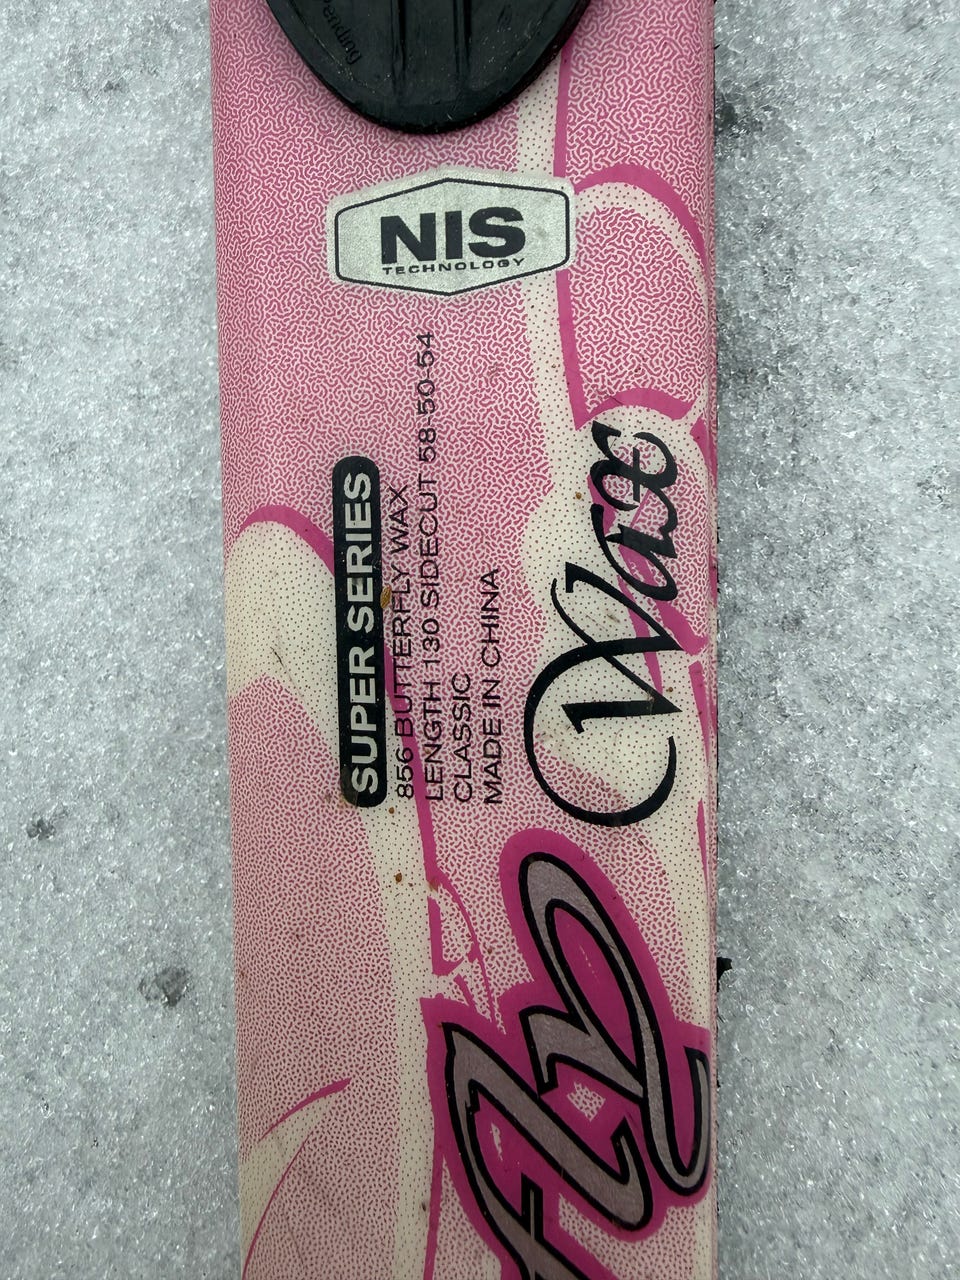 NIS
TECHNOLOGY
SUPER SERIES
856 BUTTERFLY WAX
LENGTH 130 SIDECUT 58-50-54
CLASSIC
MADE IN CHINA
Wax